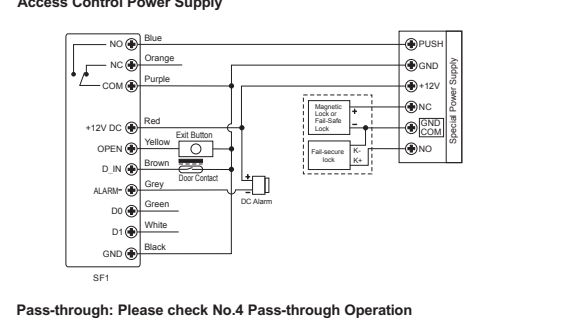 Access Control Power Supply
NO
Blue
NC
Orange
COM
Purple
+12V DC
Red
OPEN
Yellow
Exit Button
D_IN
Brown
Door Contact
ALARM-
Grey
+
-
DC Alarm
D0
Green
D1
White
GND
Black
SF1
Magnetic
Lock or
Fail-Safe
Lock
+
-
Fail-secure
lock
K-
K+
PUSH
GND
+12V
NC
GND
COM
NO
Special Power Supply
Pass-through: Please check No.4 Pass-through Operation